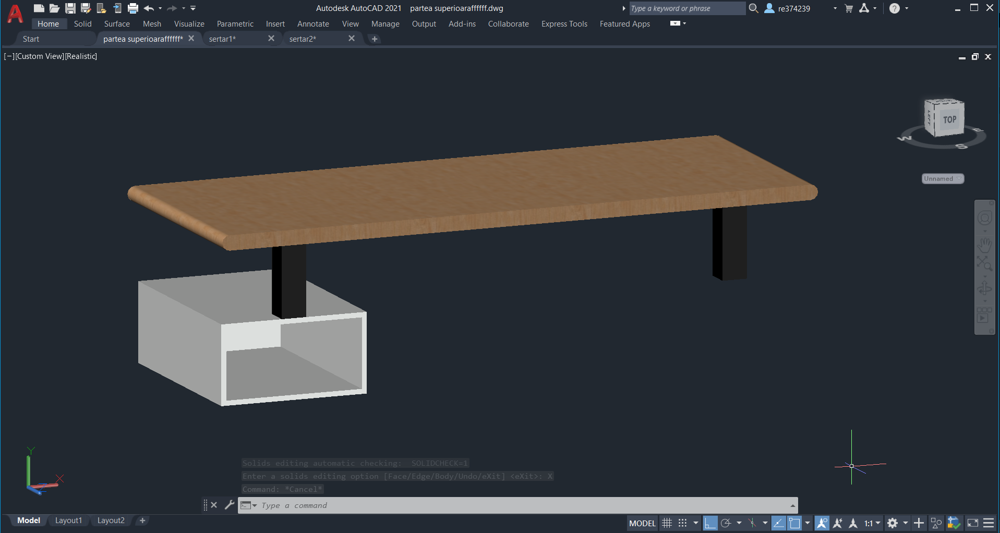 Autodesk AutoCAD 2021 partea superioaraffffff.dwg
Type a keyword or phrase
re374239
Home Solid Surface Mesh Visualize Parametric Insert Annotate View Manage Output Add-ins Collaborate Express Tools Featured Apps
Start partea superioaraffffff* sertar1* sertar2*
[−][Custom View][Realistic]
LEFT
TOP
W
S
E
Unnamed
Y
X
Z
Solids editing automatic checking: SOLIDCHECK=1
Enter a solids editing option [Face/Edge/Body/Undo/eXit] <eXit>: X
Command: *Cancel*
Type a command
Model Layout1 Layout2
MODEL
1:1